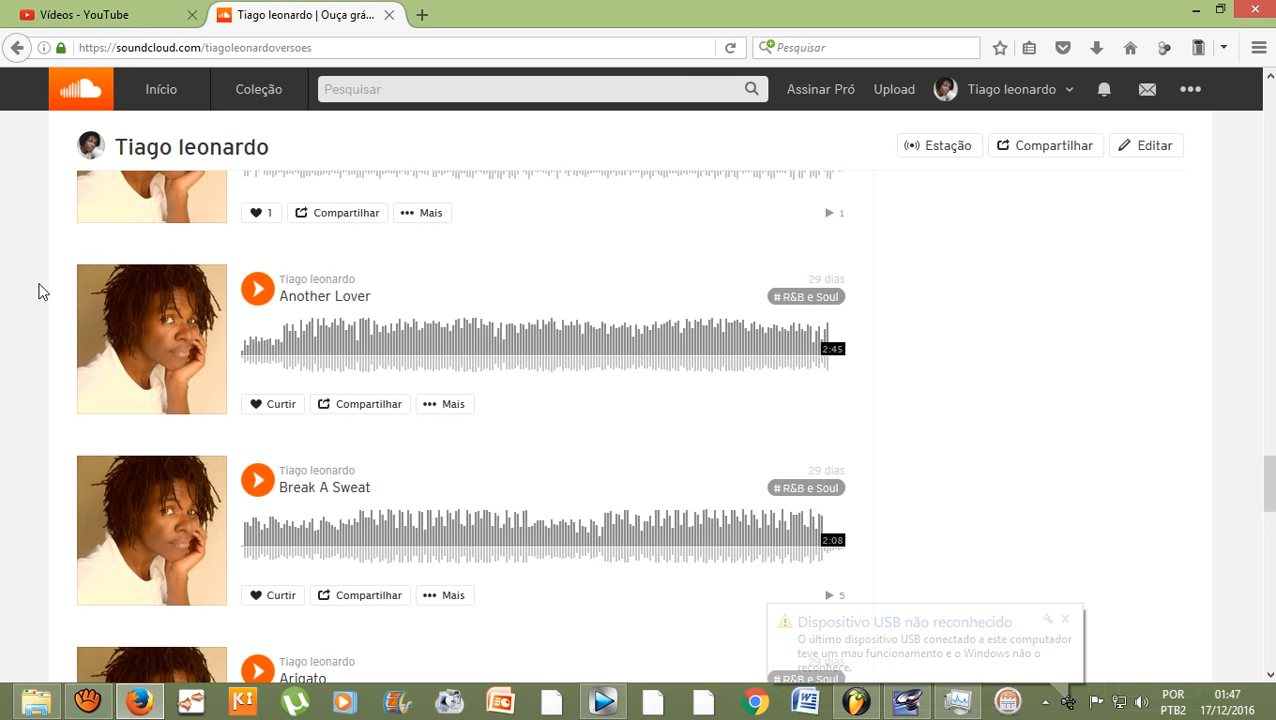 Vídeos - YouTube
Tiago leonardo | Ouça grá...
https://soundcloud.com/tiagoleonardoversoes
Pesquisar
Início
Coleção
Pesquisar
Assinar Pró
Upload
Tiago leonardo
Tiago leonardo
Estação
Compartilhar
Editar
1
Compartilhar
Mais
1
Tiago leonardo
29 dias
Another Lover
# R&B e Soul
2:45
Curtir
Compartilhar
Mais
Tiago leonardo
29 dias
Break A Sweat
# R&B e Soul
2:08
Curtir
Compartilhar
Mais
5
Dispositivo USB não reconhecido
O último dispositivo USB conectado a este computador
teve um mau funcionamento e o Windows não o
reconhece.
Tiago leonardo
29 dias
Arigato
# R&B e Soul
Ki
POR
01:47
PTB2
17/12/2016